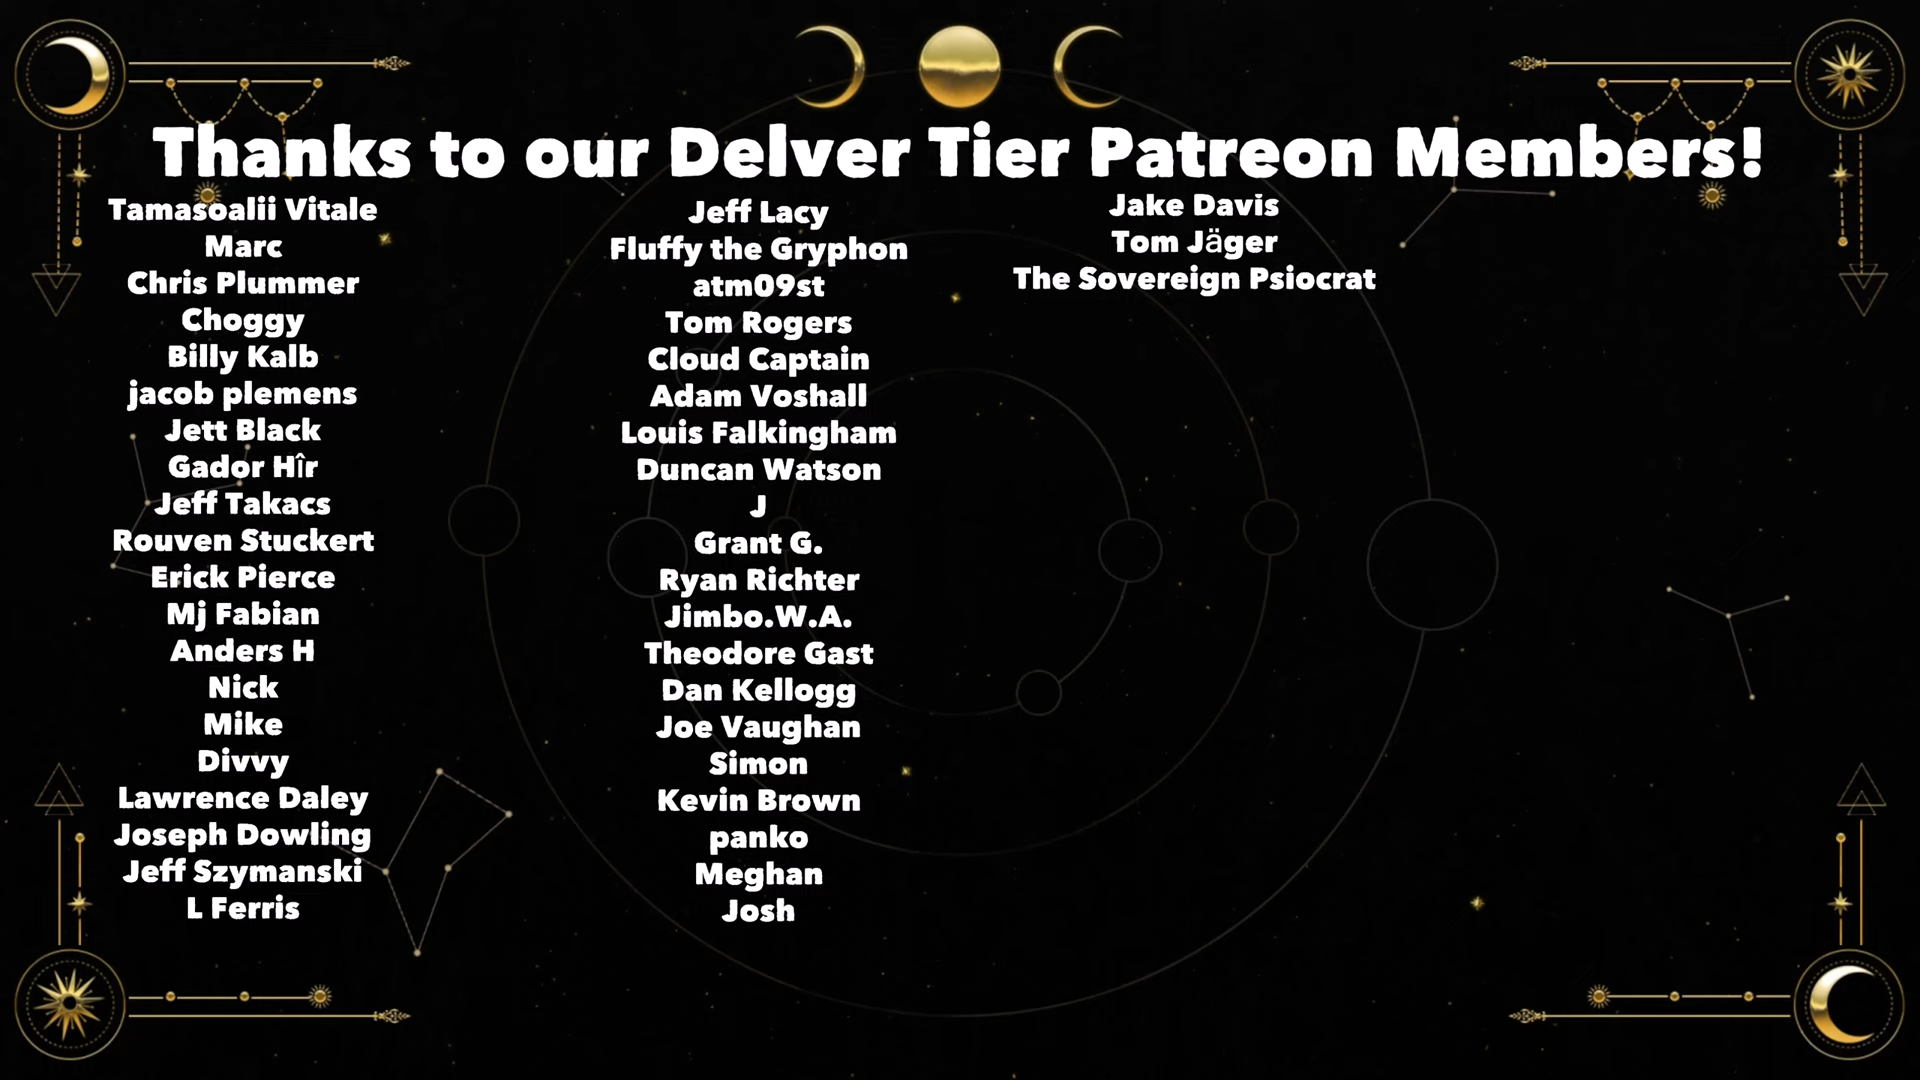 Thanks to our Delver Tier Patreon Members!
Tamasoalii Vitale
Marc
Chris Plummer
Choggy
Billy Kalb
jacob plemens
Jett Black
Gador Hîr
Jeff Takacs
Rouven Stuckert
Erick Pierce
Mj Fabian
Anders H
Nick
Mike
Divvy
Lawrence Daley
Joseph Dowling
Jeff Szymanski
L Ferris
Jeff Lacy
Fluffy the Gryphon
atm09st
Tom Rogers
Cloud Captain
Adam Voshall
Louis Falkingham
Duncan Watson
J
Grant G.
Ryan Richter
Jimbo.W.A.
Theodore Gast
Dan Kellogg
Joe Vaughan
Simon
Kevin Brown
panko
Meghan
Josh
Jake Davis
Tom Jäger
The Sovereign Psiocrat